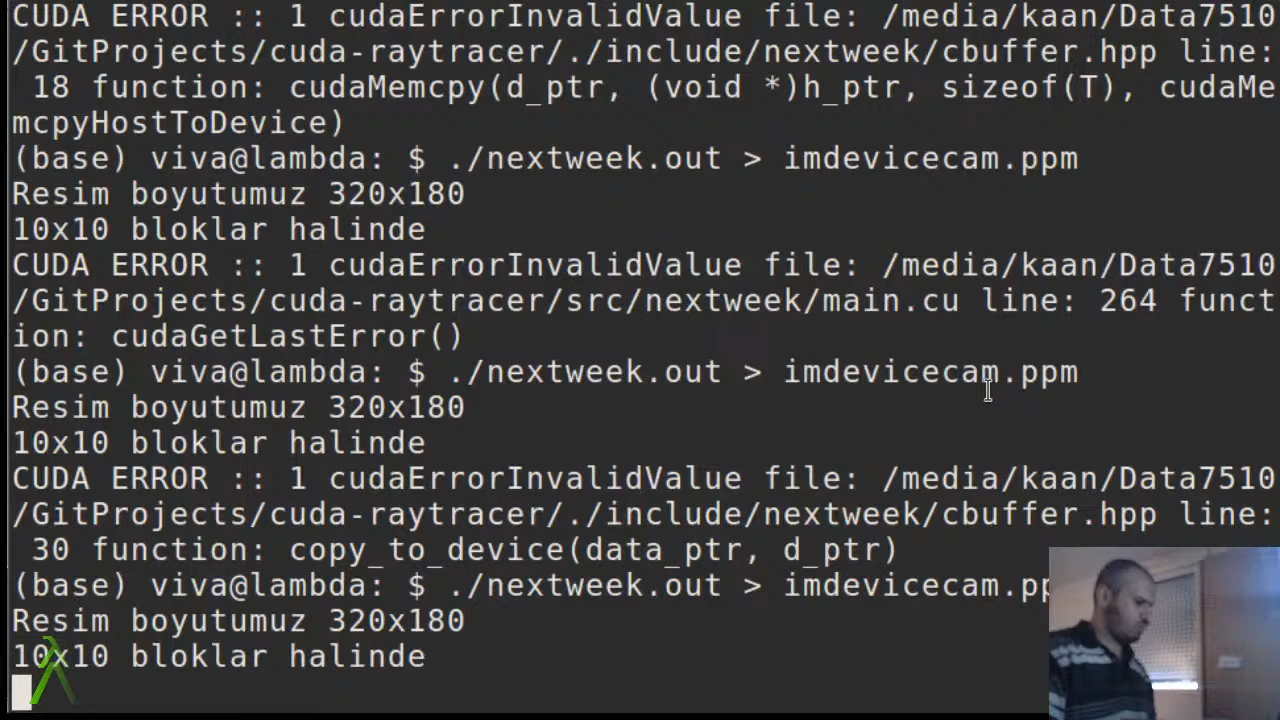 CUDA ERROR :: 1 cudaErrorInvalidValue file: /media/kaan/Data7510
/GitProjects/cuda-raytracer/./include/nextweek/cbuffer.hpp line:
 18 function: cudaMemcpy(d_ptr, (void *)h_ptr, sizeof(T), cudaMe
mcpyHostToDevice)
(base) viva@lambda: $ ./nextweek.out > imdevicecam.ppm
Resim boyutumuz 320x180
10x10 bloklar halinde
CUDA ERROR :: 1 cudaErrorInvalidValue file: /media/kaan/Data7510
/GitProjects/cuda-raytracer/src/nextweek/main.cu line: 264 funct
ion: cudaGetLastError()
(base) viva@lambda: $ ./nextweek.out > imdevicecam.ppm
Resim boyutumuz 320x180
10x10 bloklar halinde
CUDA ERROR :: 1 cudaErrorInvalidValue file: /media/kaan/Data7510
/GitProjects/cuda-raytracer/./include/nextweek/cbuffer.hpp line:
 30 function: copy_to_device(data_ptr, d_ptr)
(base) viva@lambda: $ ./nextweek.out > imdevicecam.pp
Resim boyutumuz 320x180
10x10 bloklar halinde
λ